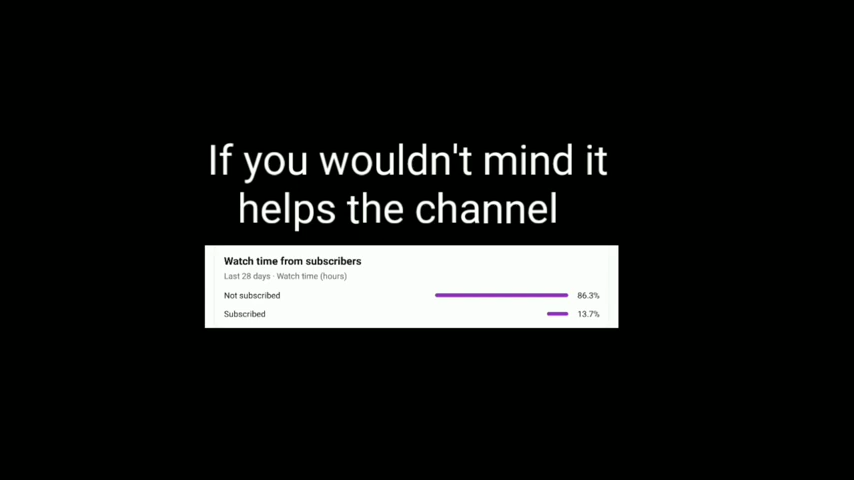 If you wouldn't mind it
helps the channel
Watch time from subscribers
Last 28 days · Watch time (hours)
Not subscribed 86.3%
Subscribed 13.7%